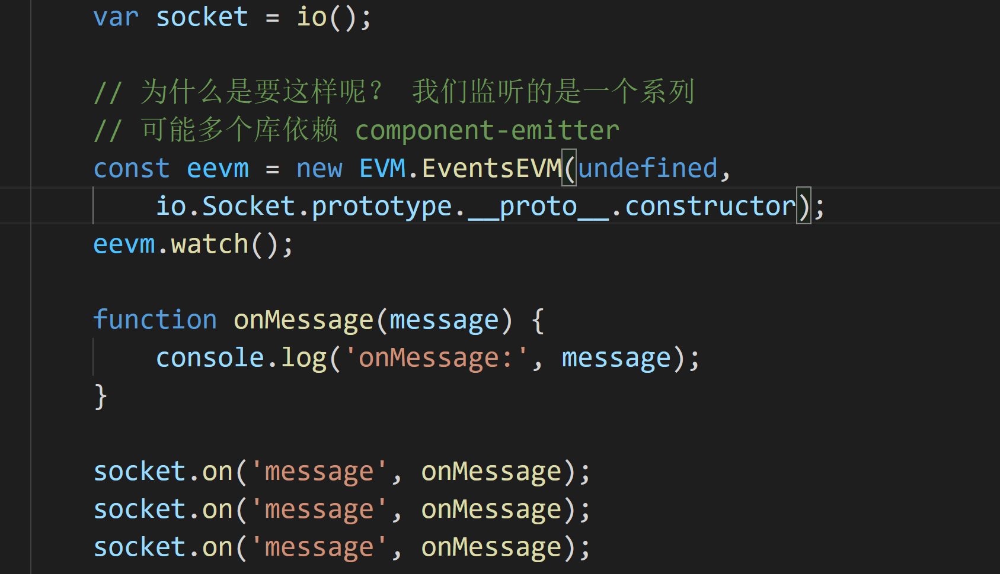 var socket = io();
// 为什么是要这样呢？ 我们监听的是一个系列
// 可能多个库依赖 component-emitter
const eevm = new EVM.EventsEVM(undefined,
io.Socket.prototype.__proto__.constructor);
eevm.watch();
function onMessage(message) {
console.log('onMessage:', message);
}
socket.on('message', onMessage);
socket.on('message', onMessage);
socket.on('message', onMessage);